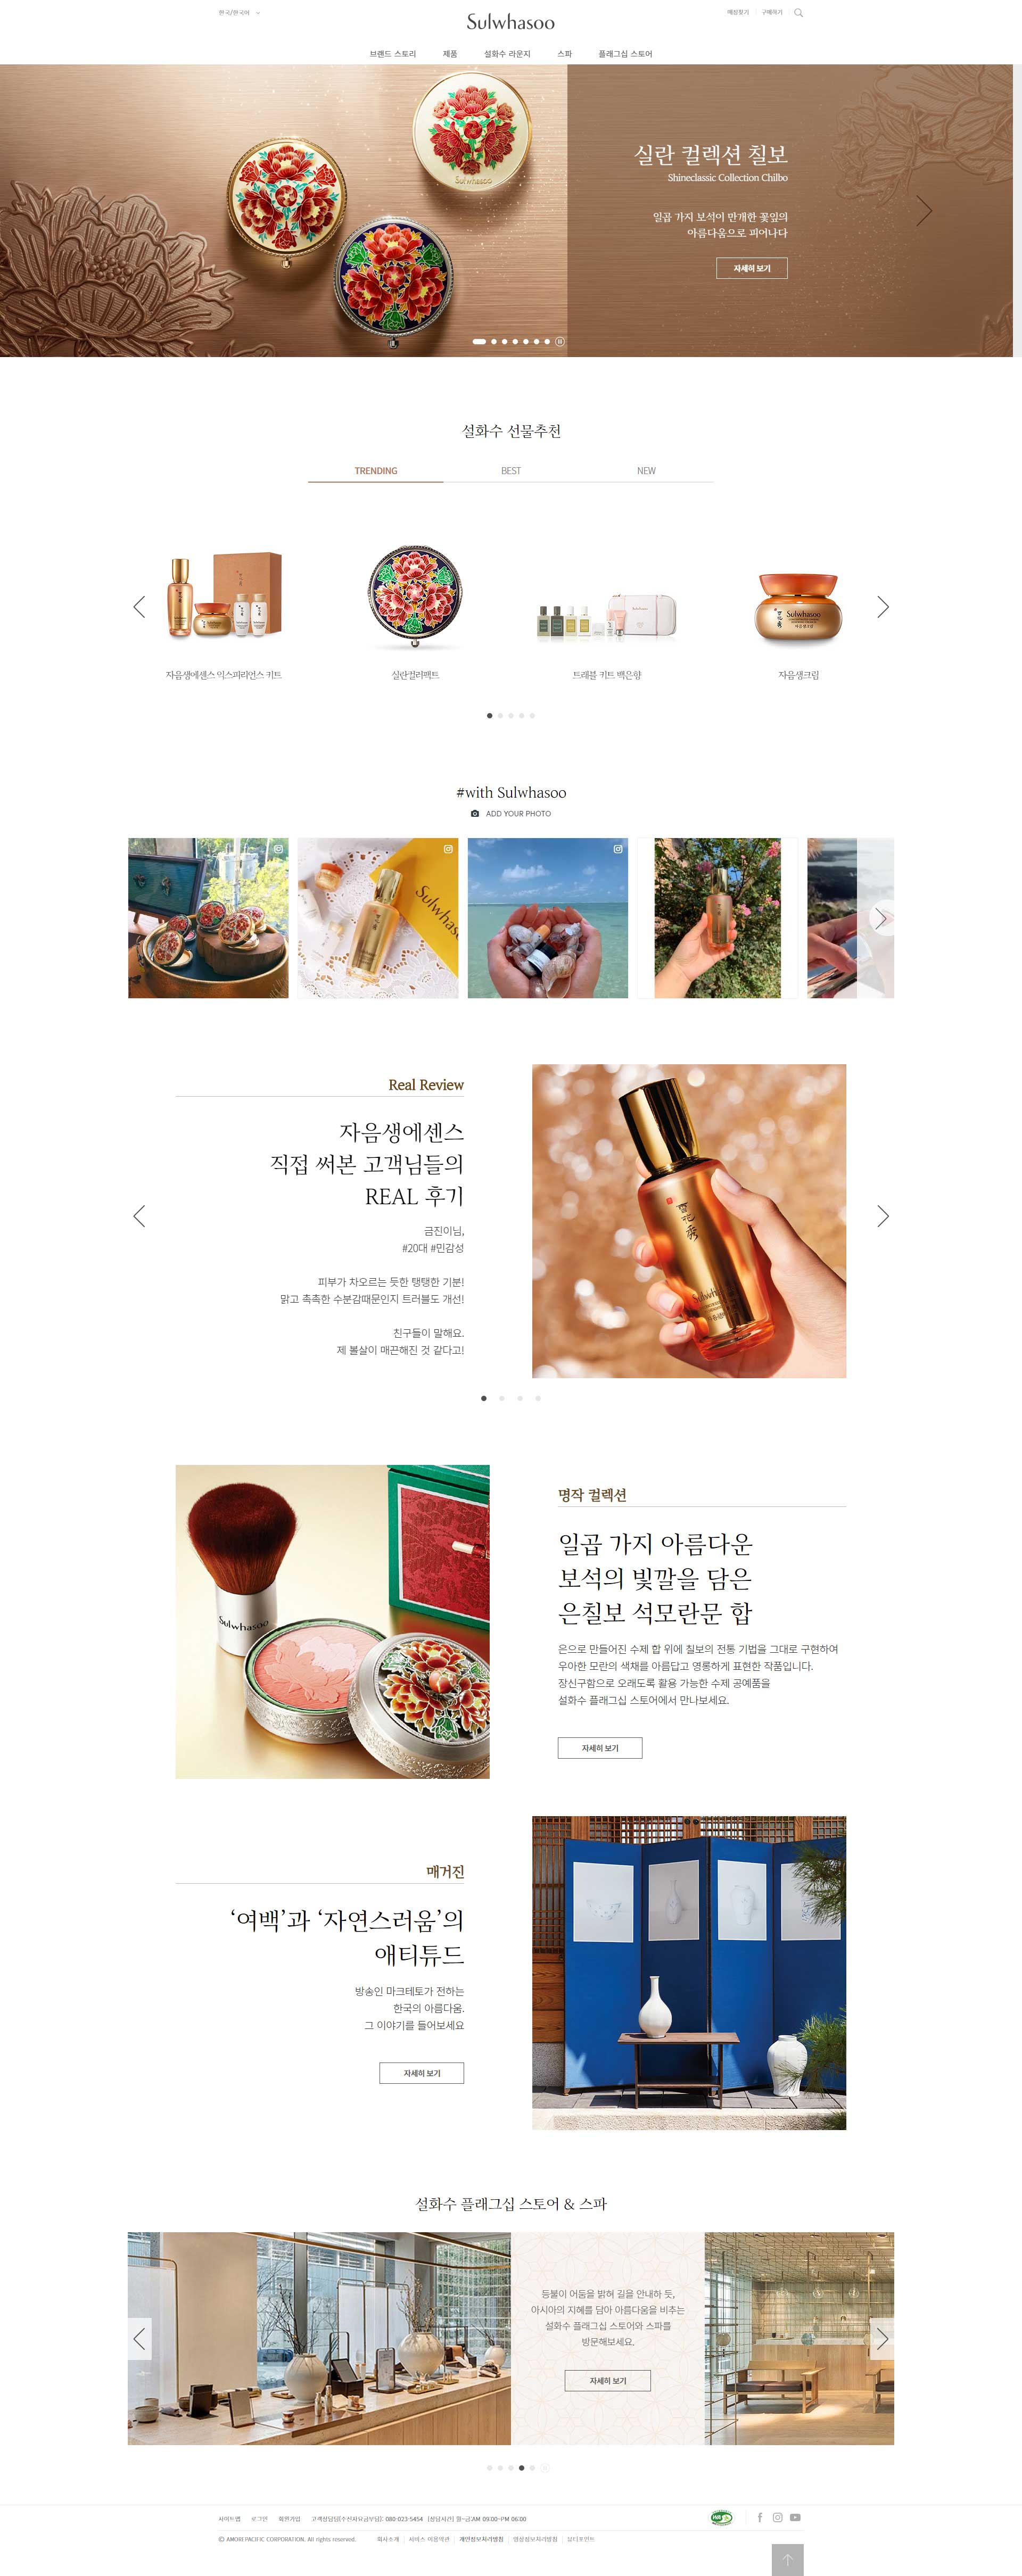 한국/한국어
Sulwhasoo
매장찾기
구매하기
브랜드 스토리
제품
설화수 라운지
스파
플래그십 스토어
Sulwhasoo
실란 컬렉션 칠보
Shineclassic Collection Chilbo
일곱 가지 보석이 만개한 꽃잎의
아름다움으로 피어나다
자세히 보기
설화수 선물추천
TRENDING
BEST
NEW
Sulwhasoo
자음생크림
자음생에센스 익스피리언스 키트
실란컬러팩트
트래블 키트 백은향
자음생크림
#with Sulwhasoo
ADD YOUR PHOTO
Sulwhasoo
Real Review
자음생에센스
직접 써본 고객님들의
REAL 후기
금진이님,
#20대 #민감성
피부가 차오르는 듯한 탱탱한 기분!
맑고 촉촉한 수분감때문인지 트러블도 개선!
친구들이 말해요.
제 볼살이 매끈해진 것 같다고!
雪花秀
Sulwhasoo
Sulwhasoo
명작 컬렉션
일곱 가지 아름다운
보석의 빛깔을 담은
은칠보 석모란문 합
은으로 만들어진 수제 합 위에 칠보의 전통 기법을 그대로 구현하여
우아한 모란의 색채를 아름답고 영롱하게 표현한 작품입니다.
장신구함으로 오래도록 활용 가능한 수제 공예품을
설화수 플래그십 스토어에서 만나보세요.
자세히 보기
매거진
‘여백’과 ‘자연스러움’의
애티튜드
방송인 마크테토가 전하는
한국의 아름다움.
그 이야기를 들어보세요
자세히 보기
설화수 플래그십 스토어 & 스파
등불이 어둠을 밝혀 길을 안내하 듯,
아시아의 지혜를 담아 아름다움을 비추는
설화수 플래그십 스토어와 스파를
방문해보세요.
자세히 보기
사이트맵
로그인
회원가입
고객상담팀(수신자요금부담): 080-023-5454 [상담시간] 월~금:AM 09:00~PM 06:00
WA
© AMOREPACIFIC CORPORATION. All rights reserved.
회사소개
서비스 이용약관
개인정보처리방침
영상정보처리방침
뷰티포인트